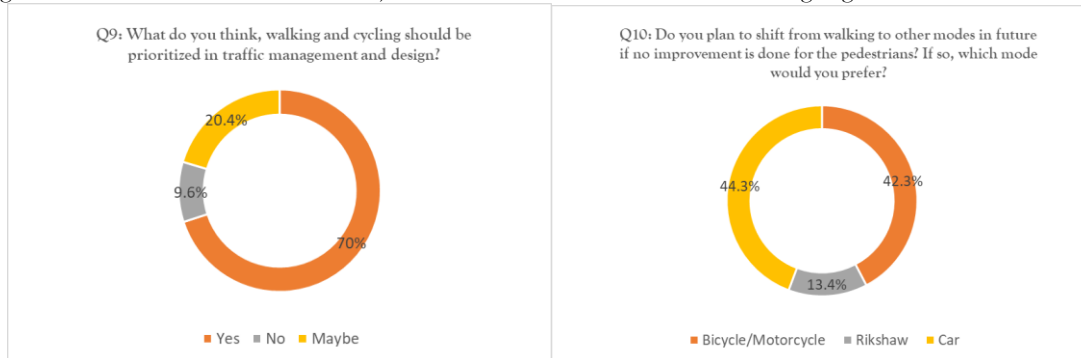 Q9: What do you think, walking and cycling should be
prioritized in traffic management and design?
20.4%
9.6%
70%
Yes No Maybe
Q10: Do you plan to shift from walking to other modes in future
if no improvement is done for the pedestrians? If so, which mode
would you prefer?
44.3%
42.3%
13.4%
Bicycle/Motorcycle Rikshaw Car